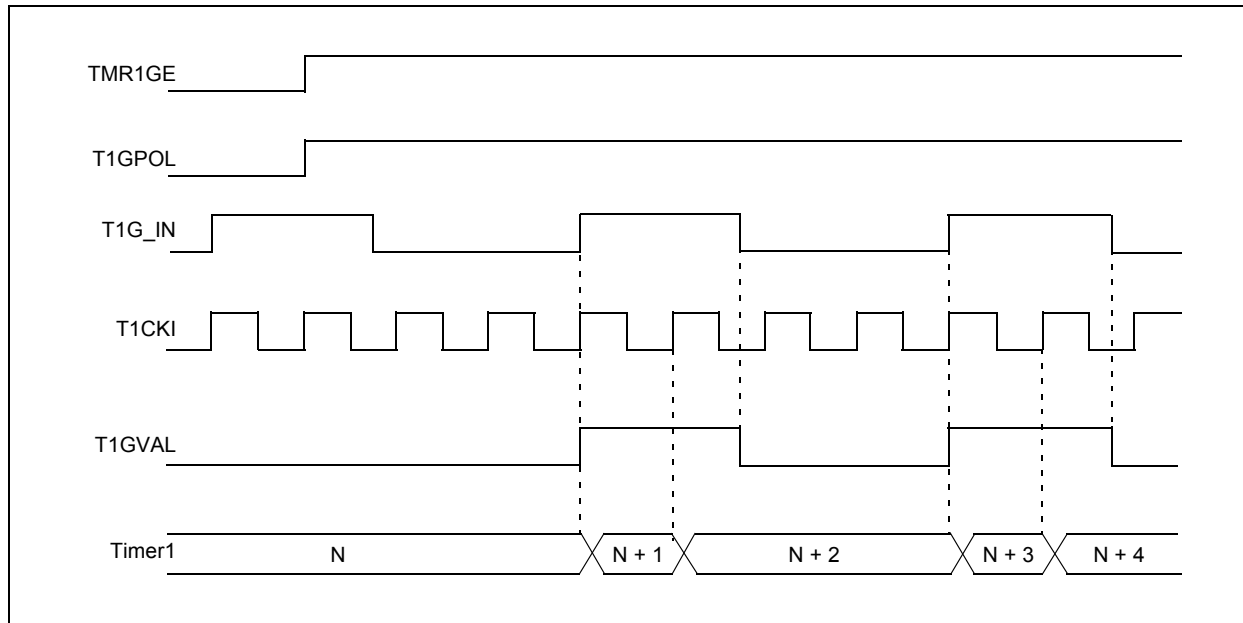 TMR1GE
T1GPOL
T1G_IN
T1CKI
T1GVAL
Timer1 N N + 1 N + 2 N + 3 N + 4